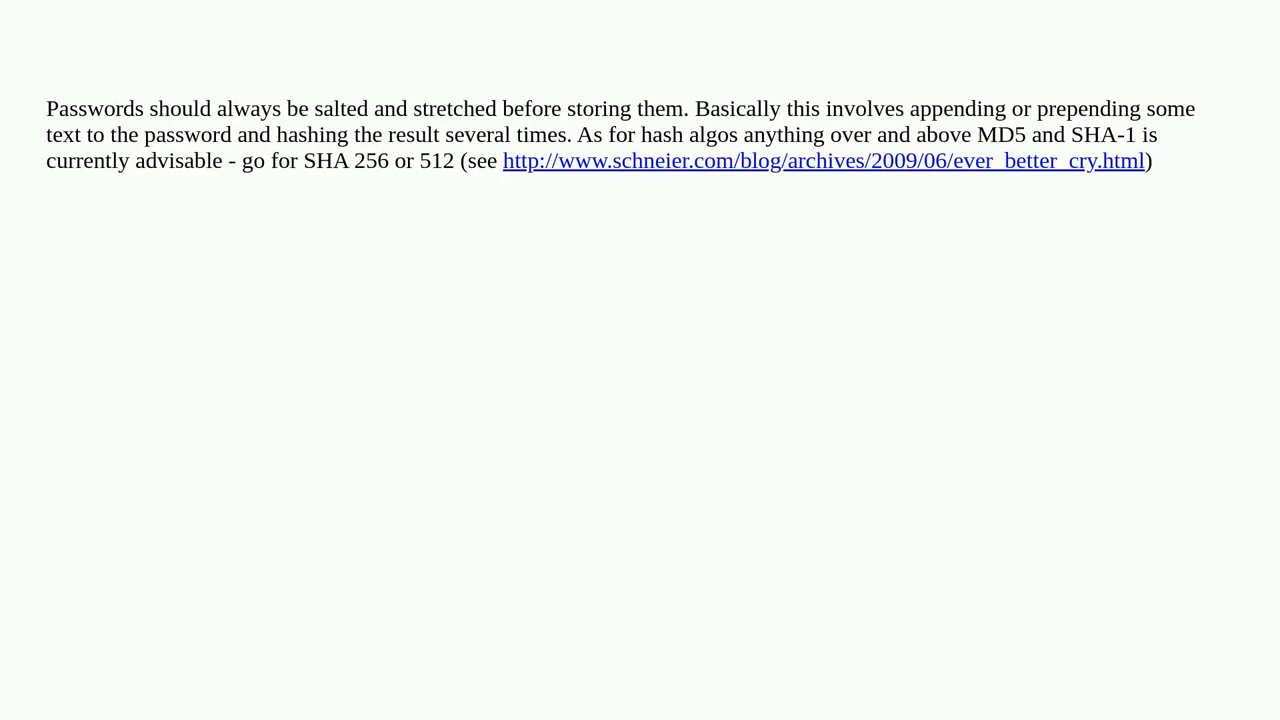 Passwords should always be salted and stretched before storing them. Basically this involves appending or prepending some
text to the password and hashing the result several times. As for hash algos anything over and above MD5 and SHA-1 is
currently advisable - go for SHA 256 or 512 (see http://www.schneier.com/blog/archives/2009/06/ever_better_cry.html)